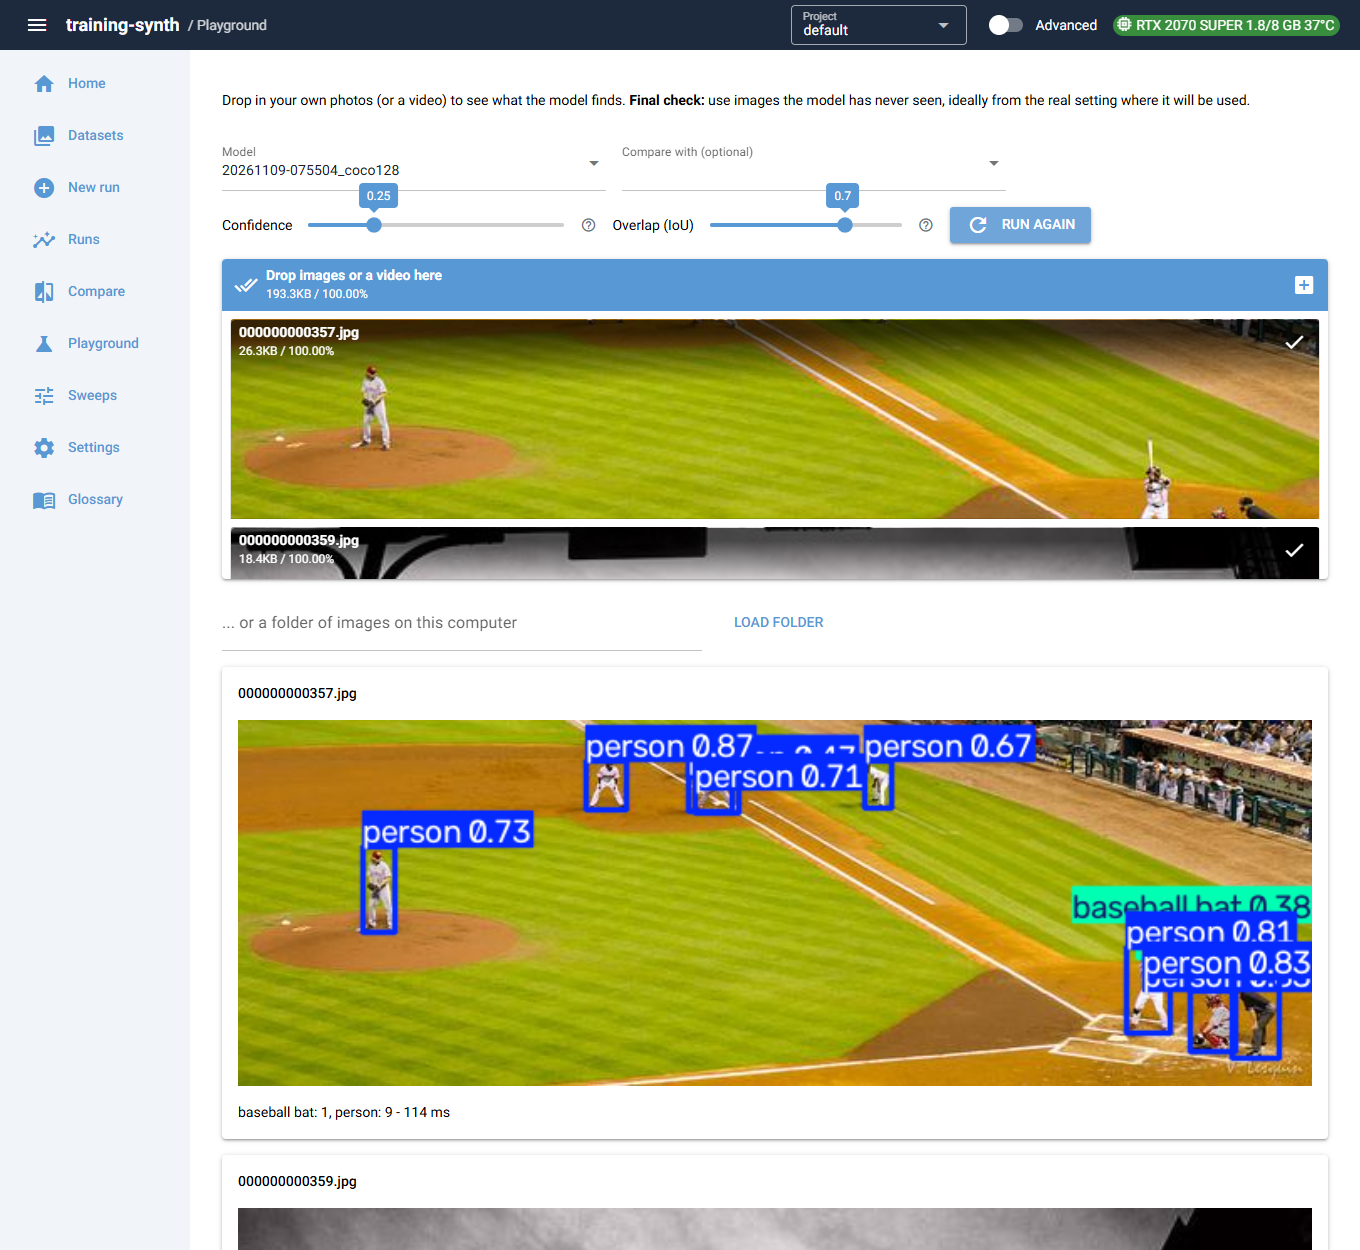 training-synth / Playground
Project
default
Advanced
RTX 2070 SUPER 1.8/8 GB 37°C
Home
Datasets
New run
Runs
Compare
Playground
Sweeps
Settings
Glossary
Drop in your own photos (or a video) to see what the model finds. Final check: use images the model has never seen, ideally from the real setting where it will be used.
Model
20261109-075504_coco128
Compare with (optional)
0.25
0.7
Confidence
Overlap (IoU)
RUN AGAIN
Drop images or a video here
193.3KB / 100.00%
000000000357.jpg
26.3KB / 100.00%
000000000359.jpg
18.4KB / 100.00%
... or a folder of images on this computer
LOAD FOLDER
000000000357.jpg
person 0.87
person 0.67
person 0.71
person 0.73
baseball bat 0.38
person 0.81
person 0.83
baseball bat: 1, person: 9 - 114 ms
000000000359.jpg